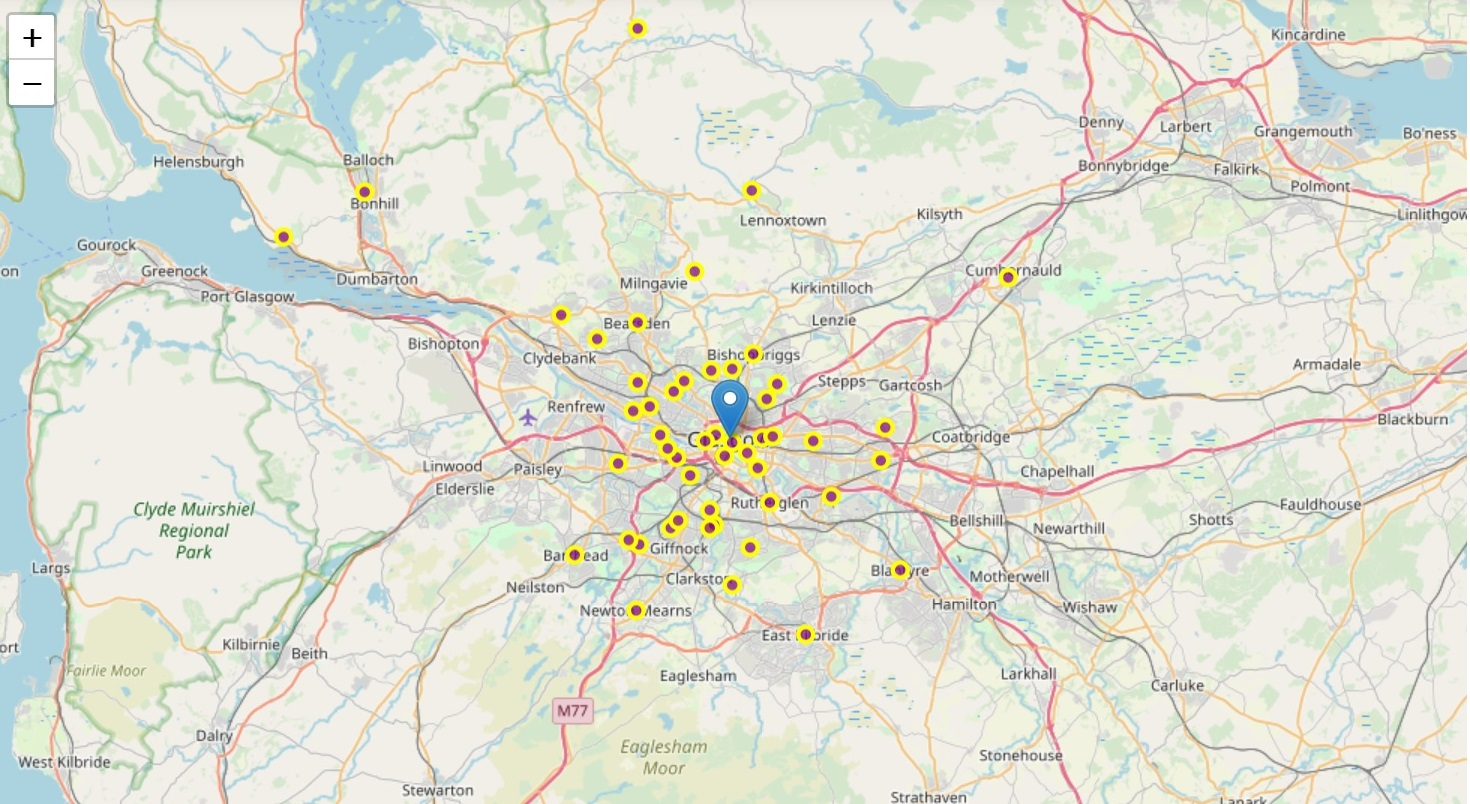 +
−
Kincardine
Denny
Larbert
Grangemouth
Bo'ness
Helensburgh
Balloch
Bonnybridge
Falkirk
Polmont
Bonhill
Lennoxtown
Kilsyth
Linlithgow
Gourock
Greenock
Dumbarton
Milngavie
Kirkintilloch
Cumbernauld
on
Port Glasgow
Bearsden
Lenzie
Bishopton
Clydebank
Bishopbriggs
Armadale
Stepps
Gartcosh
Renfrew
Blackburn
Coatbridge
Linwood
Paisley
Chapelhall
Elderslie
Rutherglen
Fauldhouse
Clyde Muirshiel
Regional
Park
Bellshill
Newarthill
Shotts
Barrhead
Giffnock
Largs
Neilston
Clarkston
Blantyre
Motherwell
Newton Mearns
Hamilton
Wishaw
ort
Kilbirnie
Beith
East Kilbride
Fairlie Moor
Eaglesham
Larkhall
Carluke
M77
Dalry
Eaglesham
Moor
West Kilbride
Stonehouse
Stewarton
Strathaven
Lanark